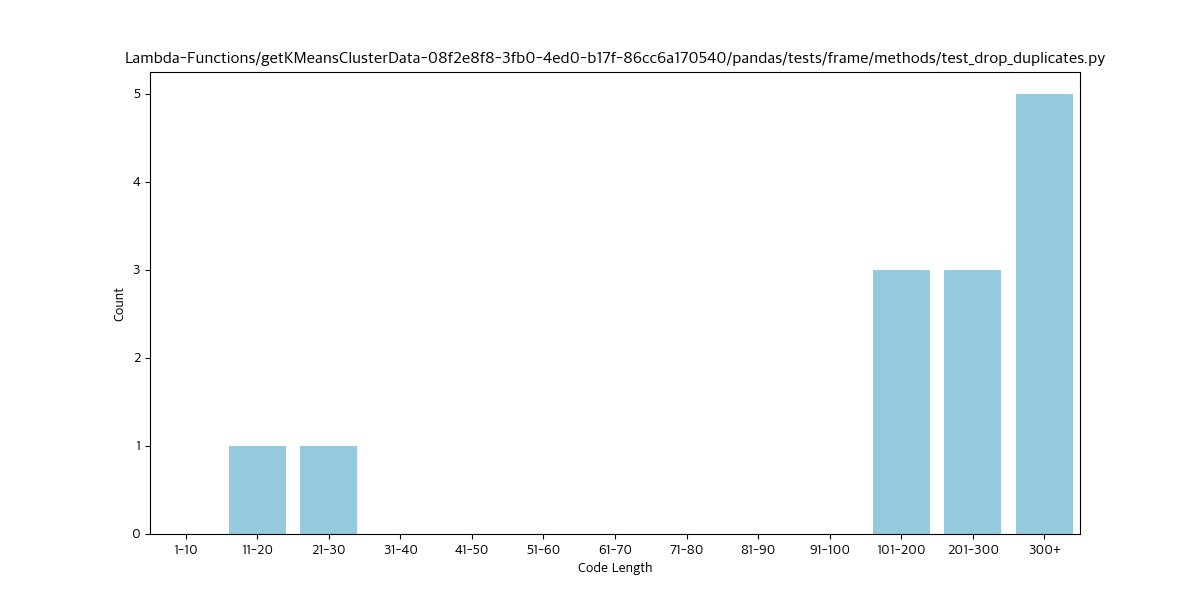 Lambda-Functions/getKMeansClusterData-08f2e8f8-3fb0-4ed0-b17f-86cc6a170540/pandas/tests/frame/methods/test_drop_duplicates.py
5
4
3
2
1
0
Count
1-10 11-20 21-30 31-40 41-50 51-60 61-70 71-80 81-90 91-100 101-200 201-300 300+
Code Length